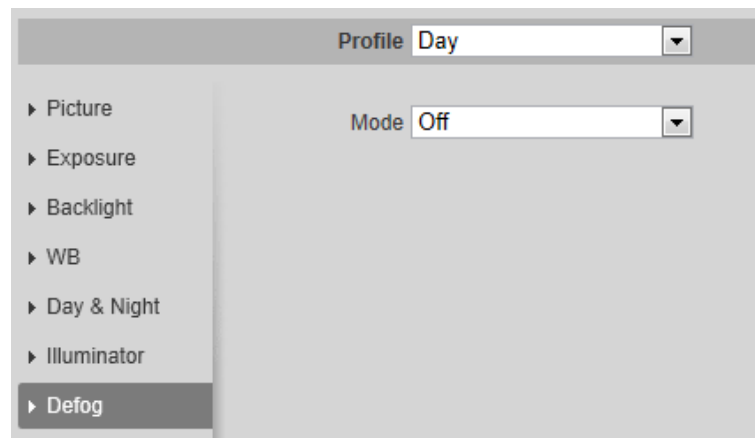 Profile Day
Picture
Mode Off
Exposure
Backlight
WB
Day & Night
Illuminator
Defog